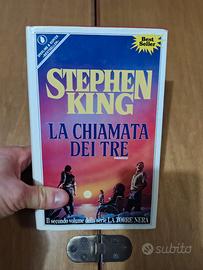 Best
Seller
STEPHEN
KING
LA CHIAMATA
DEI TRE
Il secondo volume della serie LA TORRE NERA
subito